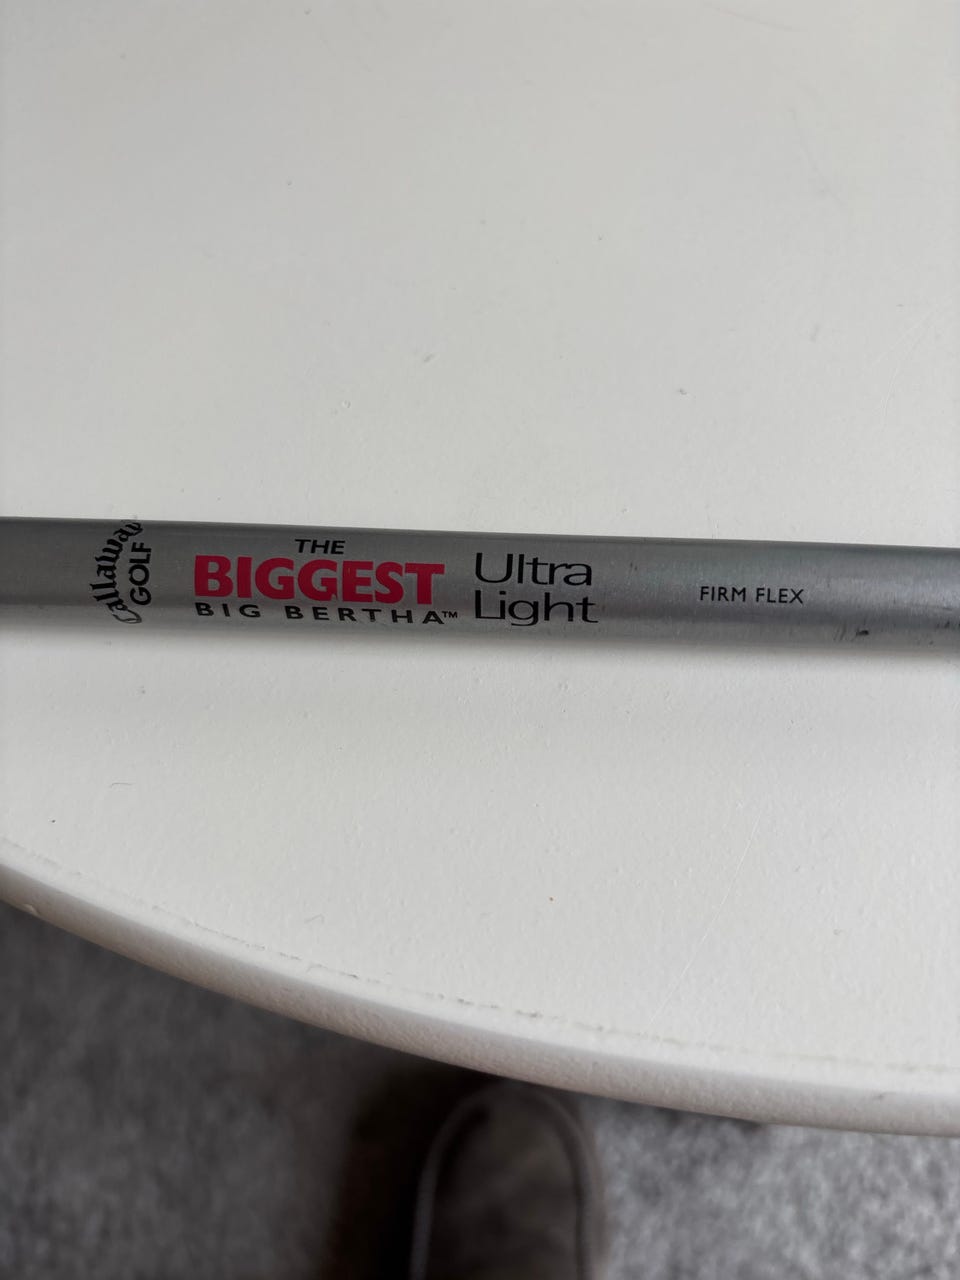 Callaway
GOLF
THE
BIGGEST
BIG BERTHA™
Ultra
Light
FIRM FLEX